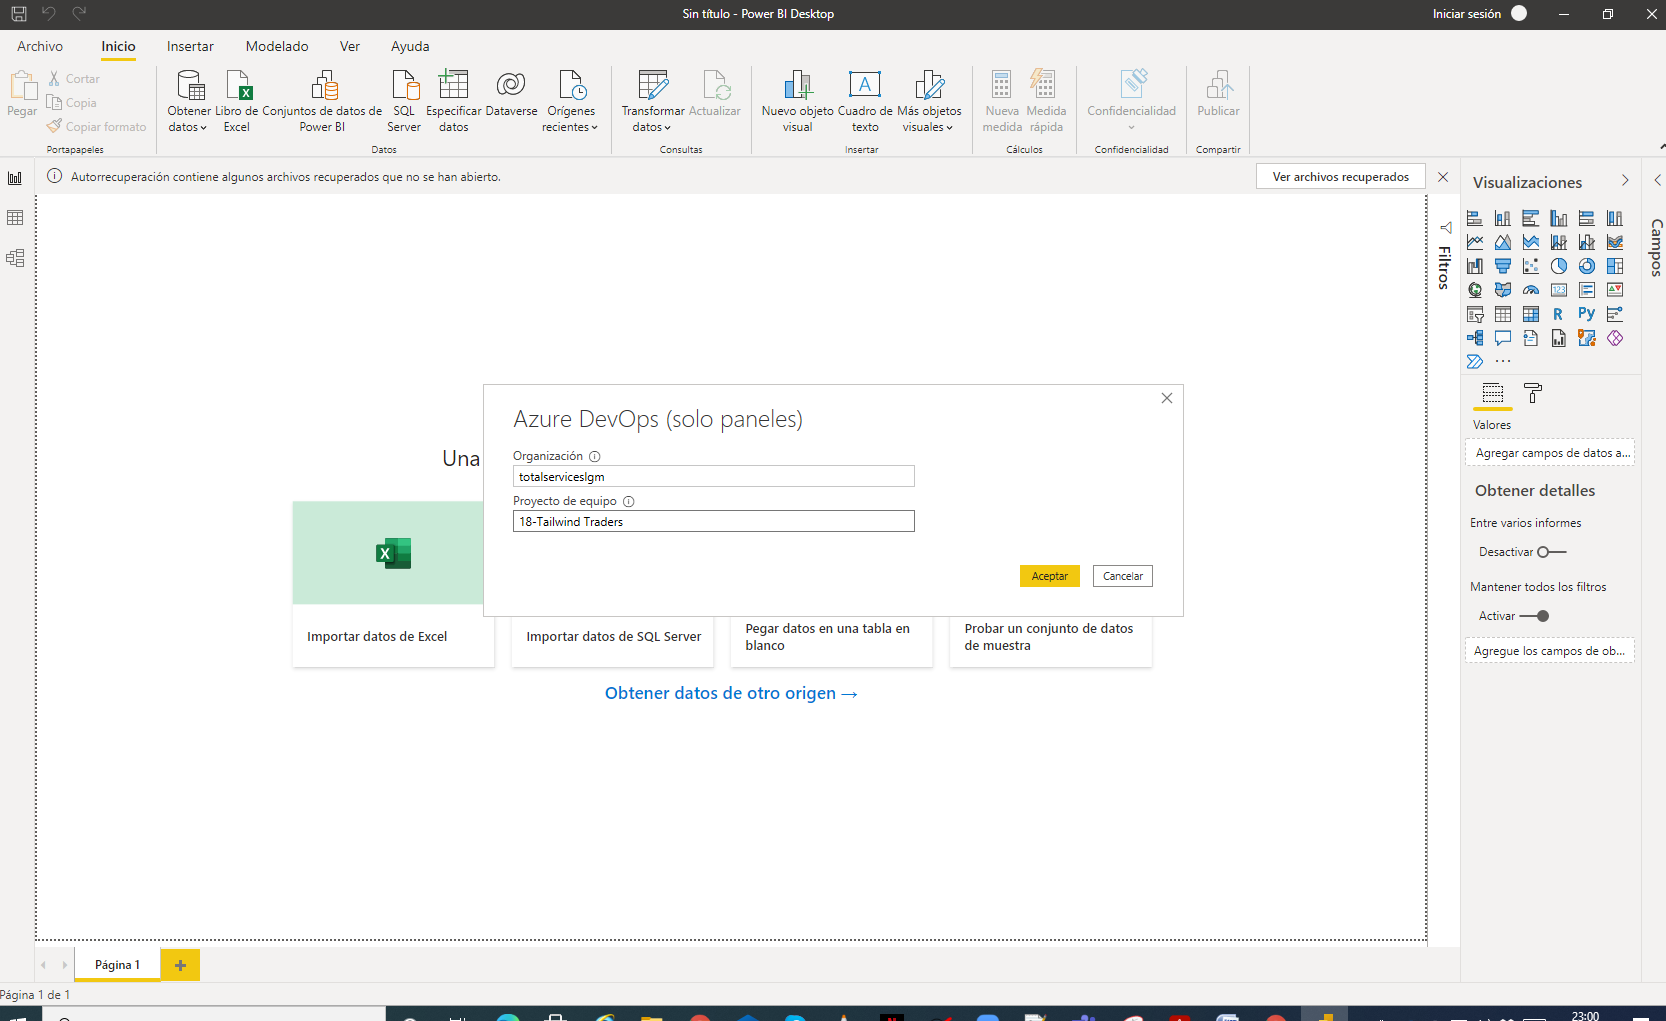 Sin título - Power BI Desktop
Iniciar sesión
Archivo
Inicio
Insertar
Modelado
Ver
Ayuda
Pegar
Cortar
Copia
Copiar formato
Portapapeles
Obtener datos
Libro de Excel
Conjuntos de datos de Power BI
SQL Server
Especificar datos
Dataverse
Orígenes recientes
Datos
Transformar datos
Actualizar
Consultas
Nuevo objeto visual
Cuadro de texto
Más objetos visuales
Insertar
Nueva medida
Medida rápida
Cálculos
Confidencialidad
Confidencialidad
Publicar
Compartir
Autorrecuperación contiene algunos archivos recuperados que no se han abierto.
Ver archivos recuperados
Filtros
Visualizaciones
Campos
123
R
Py
Valores
Agregar campos de datos a...
Obtener detalles
Entre varios informes
Desactivar
Mantener todos los filtros
Activar
Agregue los campos de ob...
Una
Azure DevOps (solo paneles)
Organización
totalserviceslgm
Proyecto de equipo
18-Tailwind Traders
Aceptar
Cancelar
Importar datos de Excel
Importar datos de SQL Server
Pegar datos en una tabla en
blanco
Probar un conjunto de datos
de muestra
Obtener datos de otro origen →
Página 1
Página 1 de 1
23:00